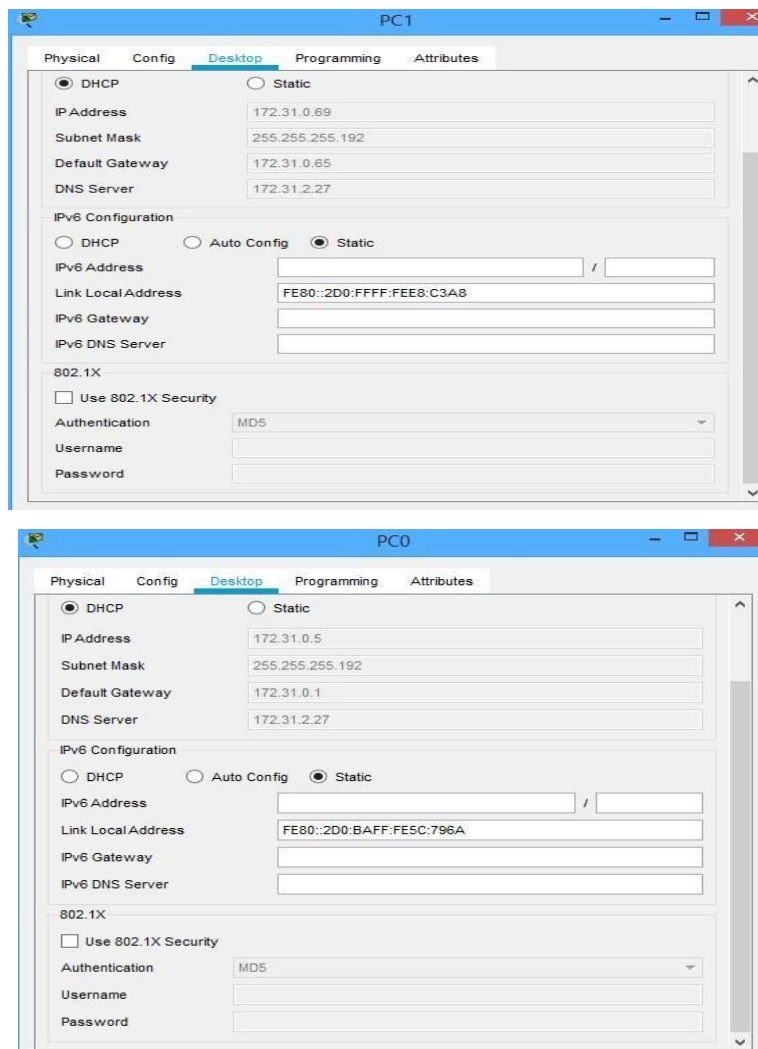 PC1
Physical Config Desktop Programming Attributes
DHCP Static
IP Address 172.31.0.69
Subnet Mask 255.255.255.192
Default Gateway 172.31.0.65
DNS Server 172.31.2.27
IPv6 Configuration
DHCP Auto Config Static
IPv6 Address /
Link Local Address FE80::2D0:FFFF:FEE8:C3A8
IPv6 Gateway
IPv6 DNS Server
802.1X
Use 802.1X Security
Authentication MD5
Username
Password
PC0
Physical Config Desktop Programming Attributes
DHCP Static
IP Address 172.31.0.5
Subnet Mask 255.255.255.192
Default Gateway 172.31.0.1
DNS Server 172.31.2.27
IPv6 Configuration
DHCP Auto Config Static
IPv6 Address /
Link Local Address FE80::2D0:BAFF:FE5C:796A
IPv6 Gateway
IPv6 DNS Server
802.1X
Use 802.1X Security
Authentication MD5
Username
Password